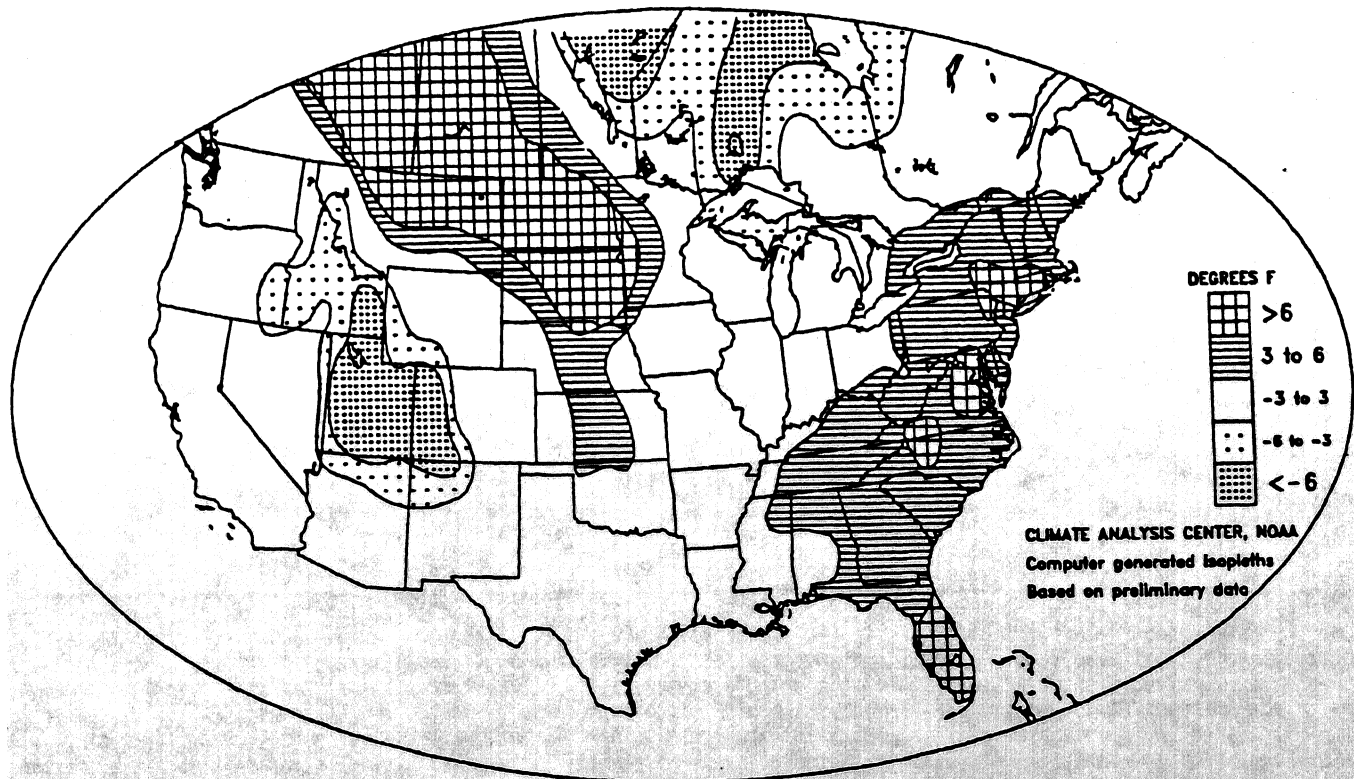 DEGREES F
>6
3 to 6
-3 to 3
-6 to -3
<-6
CLIMATE ANALYSIS CENTER, NOAA
Computer generated isopleths
Based on preliminary data